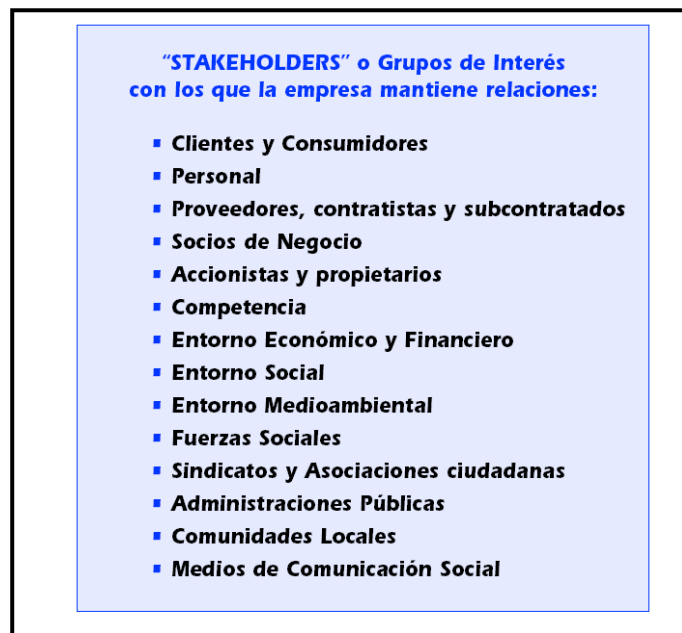 “STAKEHOLDERS” o Grupos de Interés
con los que la empresa mantiene relaciones:
▪ Clientes y Consumidores
▪ Personal
▪ Proveedores, contratistas y subcontratados
▪ Socios de Negocio
▪ Accionistas y propietarios
▪ Competencia
▪ Entorno Económico y Financiero
▪ Entorno Social
▪ Entorno Medioambiental
▪ Fuerzas Sociales
▪ Sindicatos y Asociaciones ciudadanas
▪ Administraciones Públicas
▪ Comunidades Locales
▪ Medios de Comunicación Social